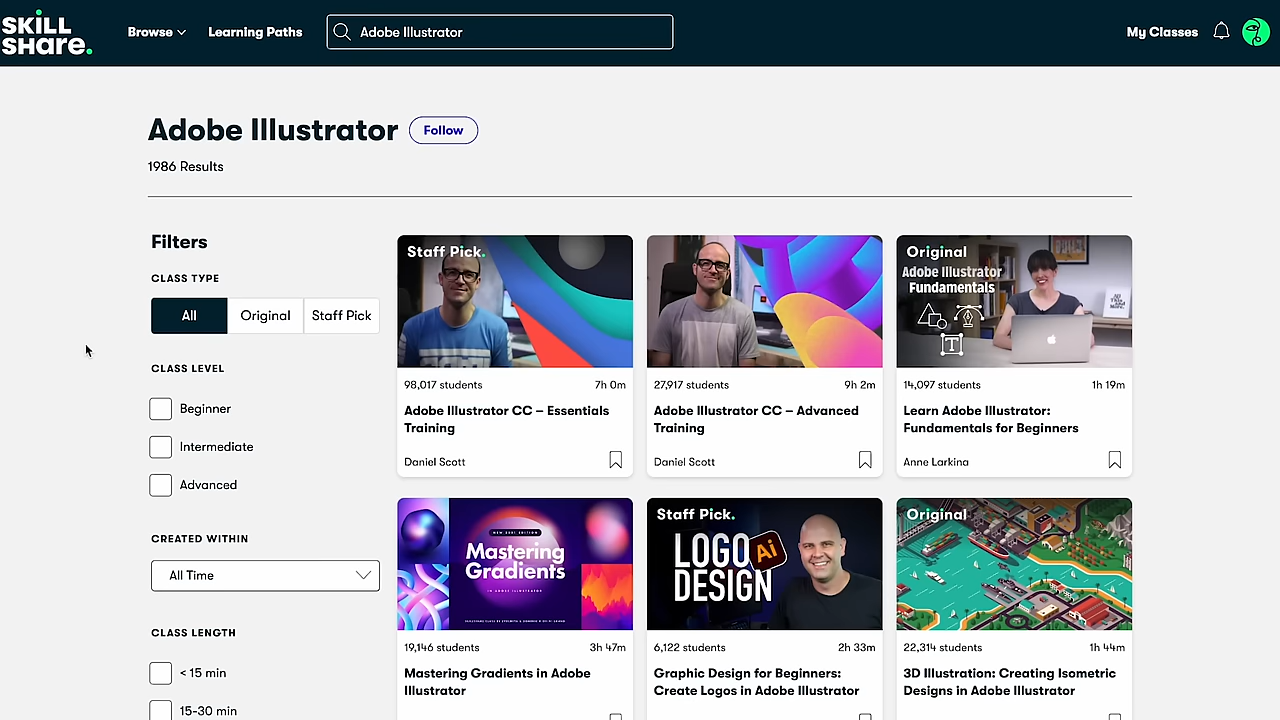 SKILL
SHare.
Browse
Learning Paths
Adobe Illustrator
My Classes
Adobe Illustrator
Follow
1986 Results
Filters
CLASS TYPE
All
Original
Staff Pick
CLASS LEVEL
Beginner
Intermediate
Advanced
CREATED WITHIN
All Time
CLASS LENGTH
< 15 min
15-30 min
Staff Pick.
98,017 students
7h 0m
Adobe Illustrator CC – Essentials
Training
Daniel Scott
27,917 students
9h 2m
Adobe Illustrator CC – Advanced
Training
Daniel Scott
Original
Adobe Illustrator
Fundamentals
T
14,097 students
1h 19m
Learn Adobe Illustrator:
Fundamentals for Beginners
Anne Larkina
Mastering
Gradients
IN ADOBE ILLUSTRATOR
19,146 students
3h 47m
Mastering Gradients in Adobe
Illustrator
Staff Pick.
LOGO
Ai
DESIGN
6,122 students
2h 33m
Graphic Design for Beginners:
Create Logos in Adobe Illustrator
Original.
22,314 students
1h 44m
3D Illustration: Creating Isometric
Designs in Adobe Illustrator